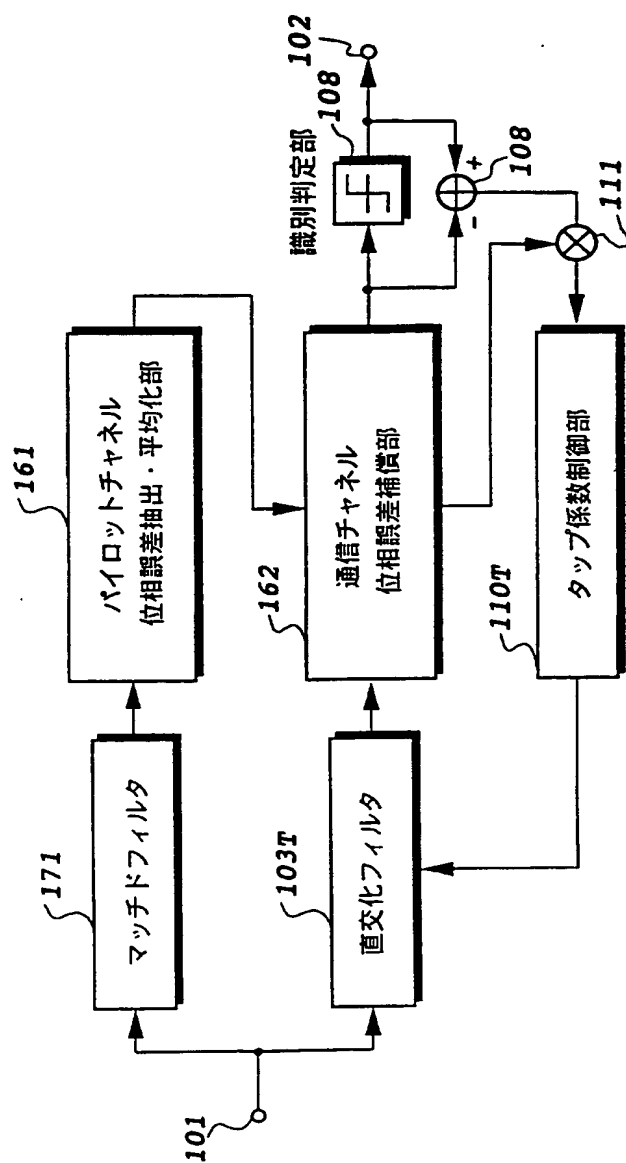 101
171
マッチドフィルタ
161
パイロットチャネル
位相誤差抽出・平均化部
103T
直交化フィルタ
162
通信チャネル
位相誤差補償部
識別判定部
108
102
-
+
108
111
110T
タップ係数制御部